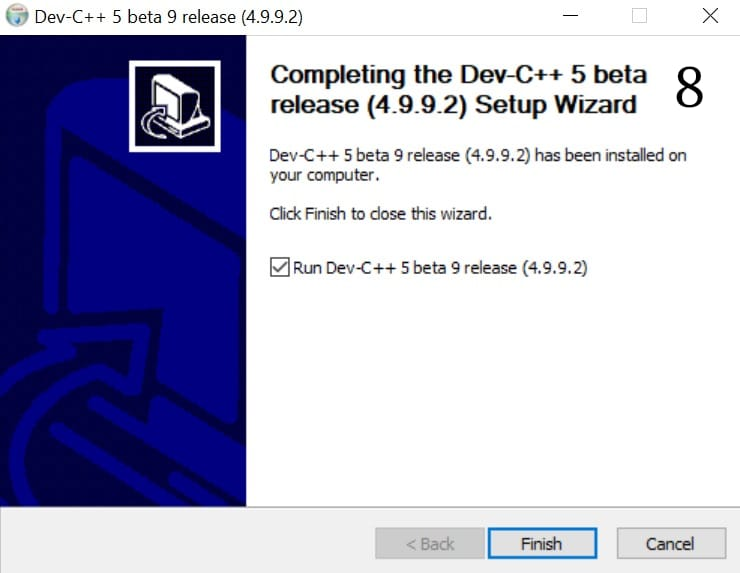 Dev-C++ 5 beta 9 release (4.9.9.2)
Completing the Dev-C++ 5 beta
release (4.9.9.2) Setup Wizard
8
Dev-C++ 5 beta 9 release (4.9.9.2) has been installed on
your computer.
Click Finish to close this wizard.
Run Dev-C++ 5 beta 9 release (4.9.9.2)
< Back
Finish
Cancel